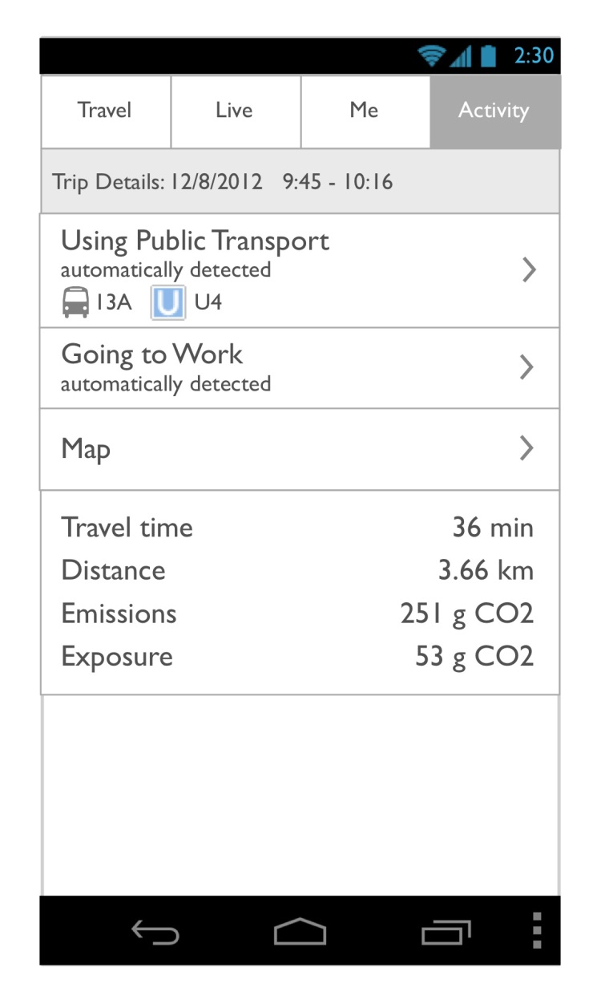 2:30
Travel Live Me Activity
Trip Details: 12/8/2012 9:45 - 10:16
Using Public Transport
automatically detected
13A U U4
Going to Work
automatically detected
Map
Travel time 36 min
Distance 3.66 km
Emissions 251 g CO2
Exposure 53 g CO2